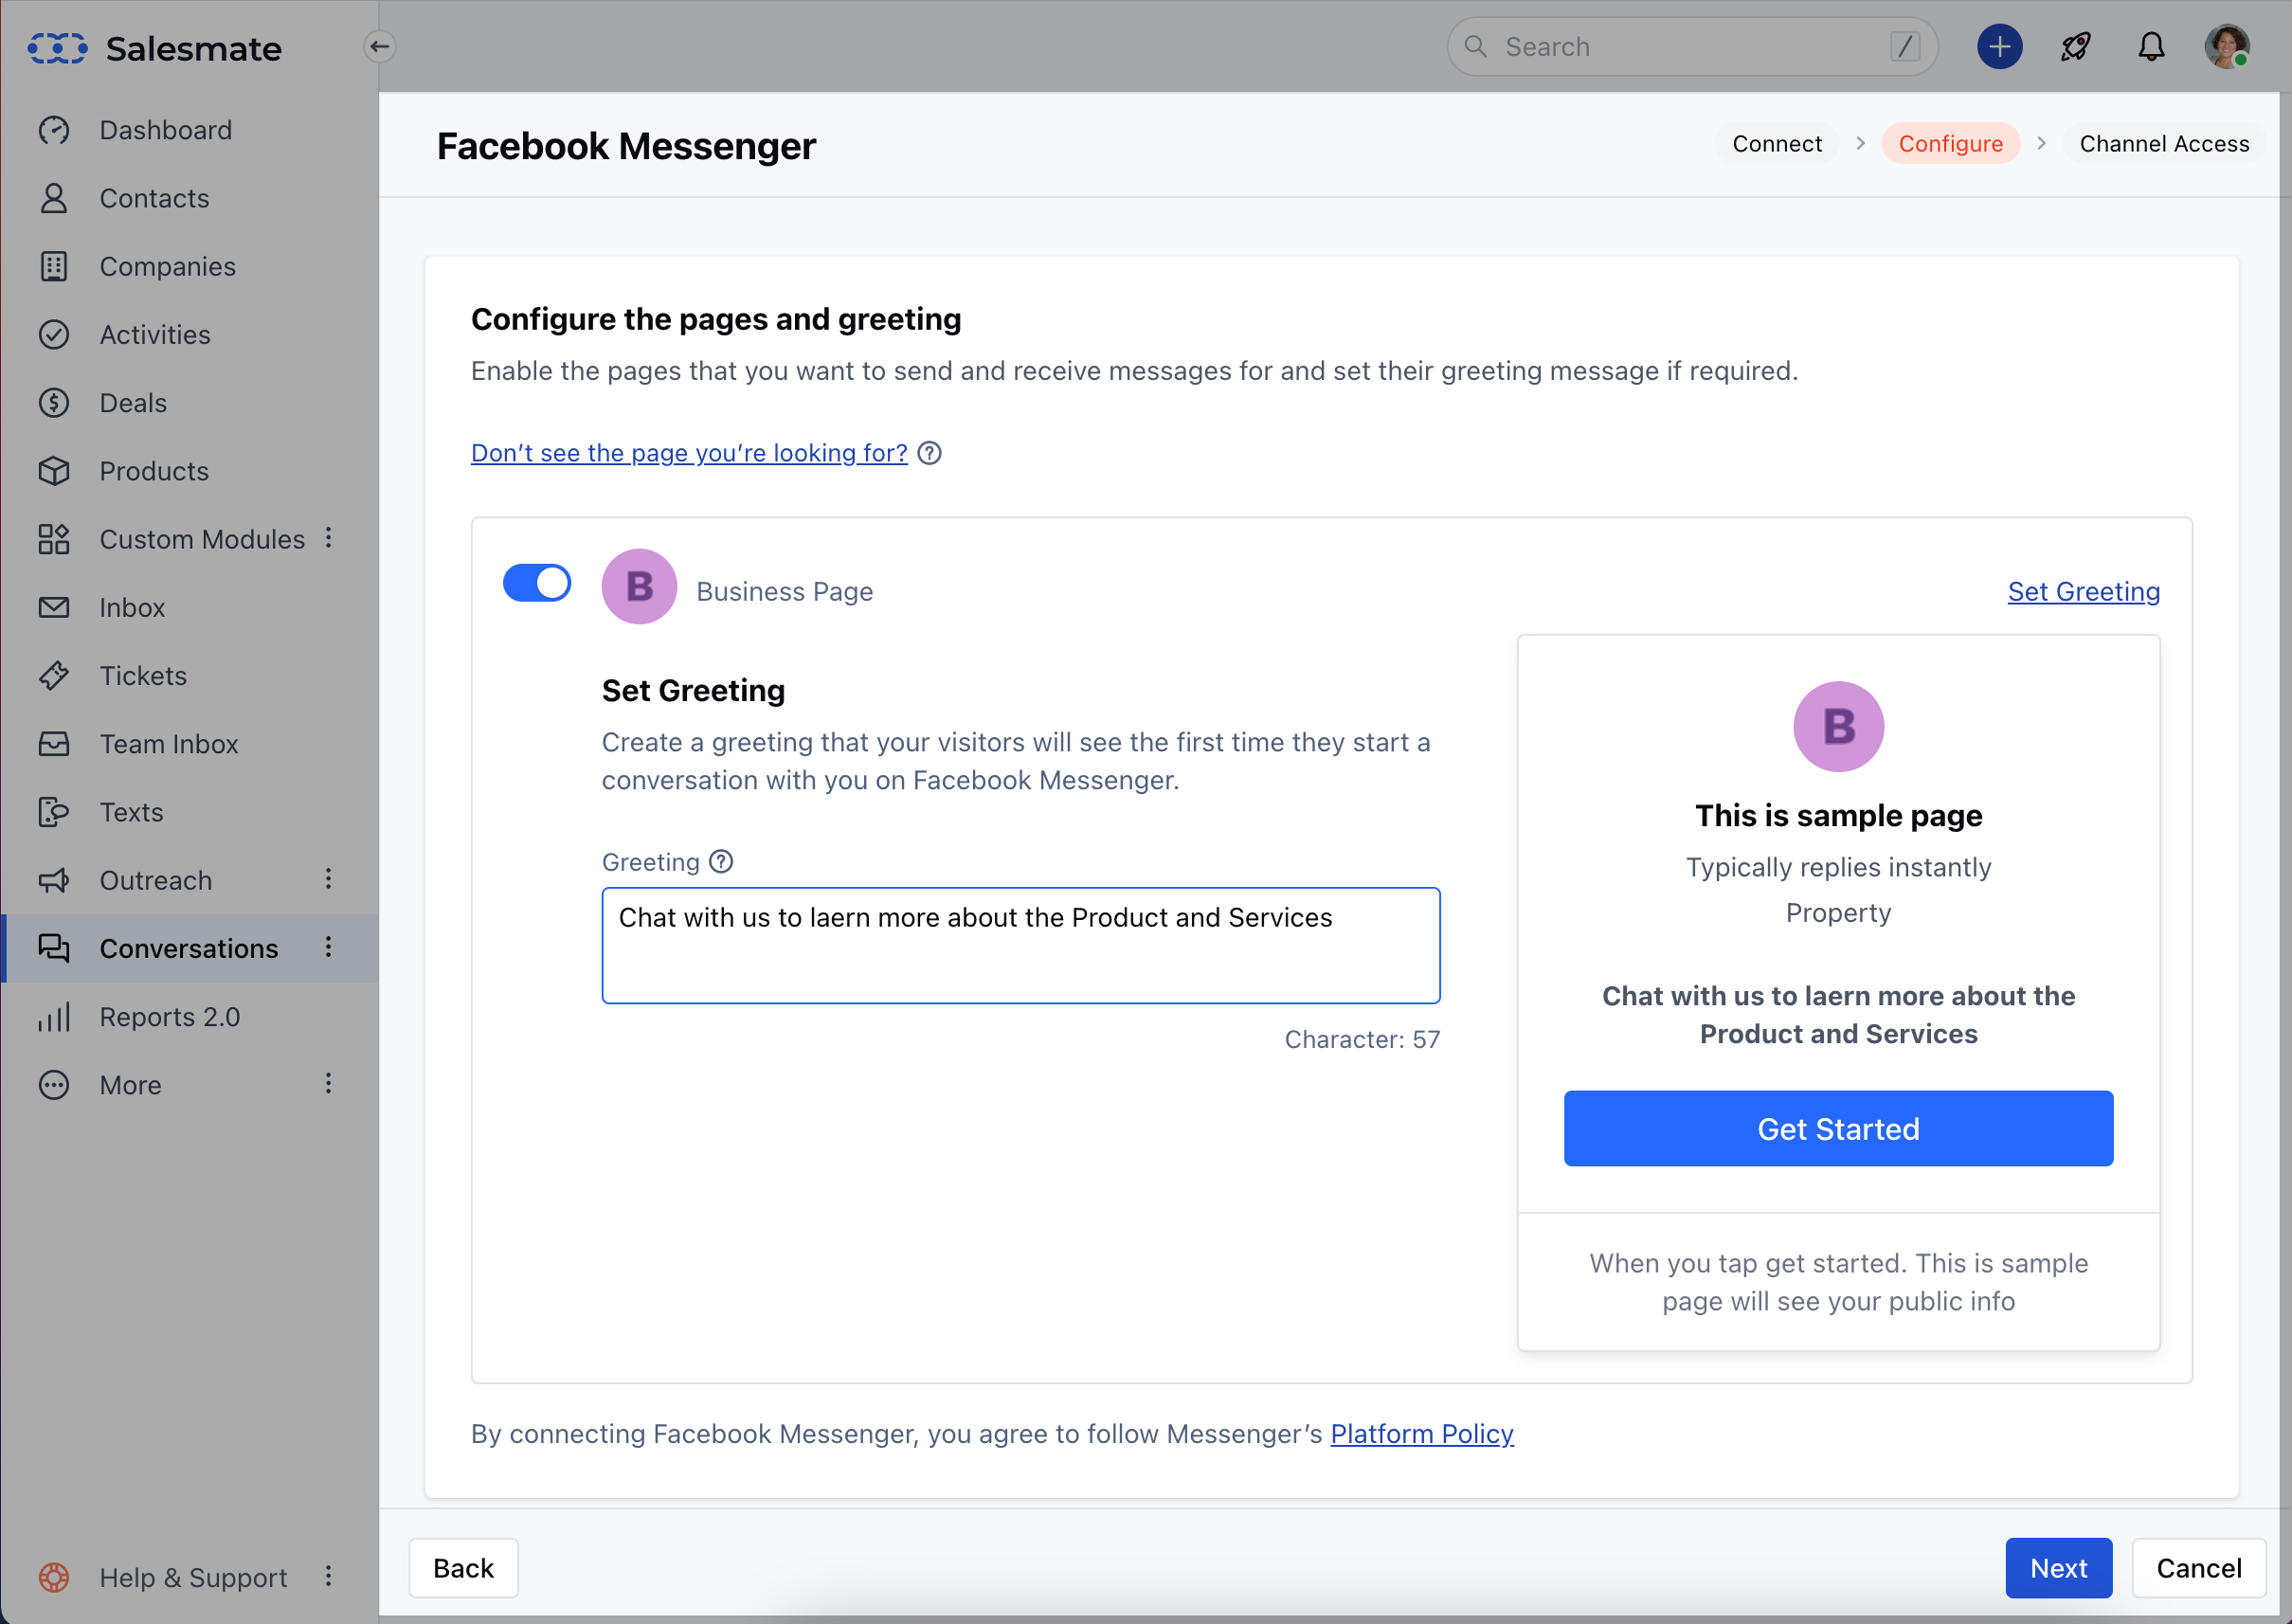 Salesmate
Search /
Dashboard
Contacts
Companies
Activities
Deals
Products
Custom Modules
Inbox
Tickets
Team Inbox
Texts
Outreach
Conversations
Reports 2.0
More
Help & Support
Facebook Messenger
Connect > Configure > Channel Access
Configure the pages and greeting
Enable the pages that you want to send and receive messages for and set their greeting message if required.
Don’t see the page you’re looking for? ?
B Business Page
Set Greeting
Set Greeting
Create a greeting that your visitors will see the first time they start a
conversation with you on Facebook Messenger.
Greeting ?
Chat with us to laern more about the Product and Services
Character: 57
B
This is sample page
Typically replies instantly
Property
Chat with us to laern more about the
Product and Services
Get Started
When you tap get started. This is sample
page will see your public info
By connecting Facebook Messenger, you agree to follow Messenger’s Platform Policy
Back
Next
Cancel